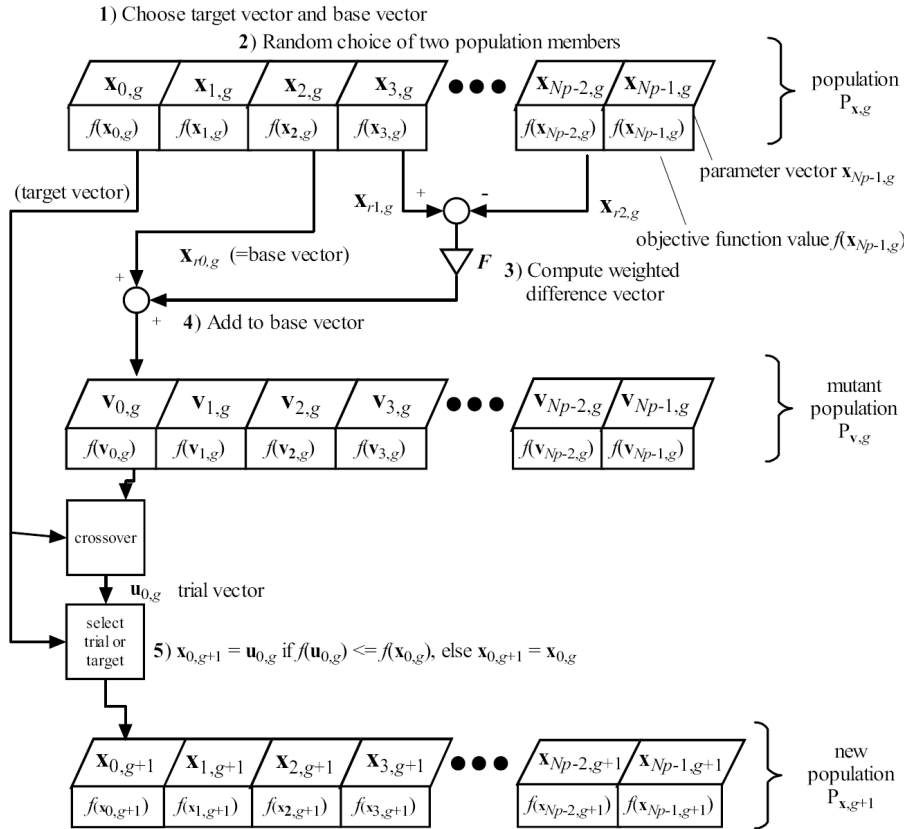 1) Choose target vector and base vector
2) Random choice of two population members
x0,g x1,g x2,g x3,g xNp-2,g xNp-1,g
population
Px,g
f(x0,g) f(x1,g) f(x2,g) f(x3,g) f(xNp-2,g) f(xNp-1,g)
parameter vector xNp-1,g
(target vector)
xr1,g + - xr2,g
objective function value f(xNp-1,g)
xr0,g (=base vector)
F
3) Compute weighted
difference vector
+
+
4) Add to base vector
v0,g v1,g v2,g v3,g vNp-2,g vNp-1,g
mutant
population
Pv,g
f(v0,g) f(v1,g) f(v2,g) f(v3,g) f(vNp-2,g) f(vNp-1,g)
crossover
u0,g trial vector
select
trial or
target
5) x0,g+1 = u0,g if f(u0,g) <= f(x0,g), else x0,g+1 = x0,g
x0,g+1 x1,g+1 x2,g+1 x3,g+1 xNp-2,g+1 xNp-1,g+1
new
population
Px,g+1
f(x0,g+1) f(x1,g+1) f(x2,g+1) f(x3,g+1) f(xNp-2,g+1) f(xNp-1,g+1)